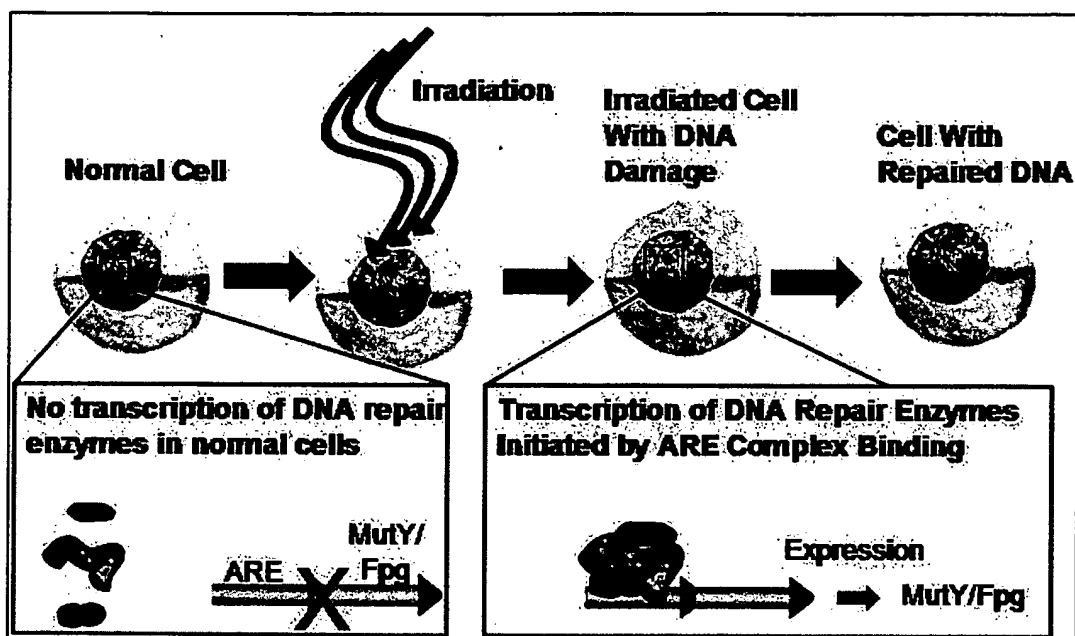 Irradiation
Normal Cell
Irradiated Cell
With DNA
Damage
Cell With
Repaired DNA
No transcription of DNA repair
enzymes in normal cells
ARE
MutY/
Fpg
Transcription of DNA Repair Enzymes
Initiated by ARE Complex Binding
Expression
MutY/Fpg